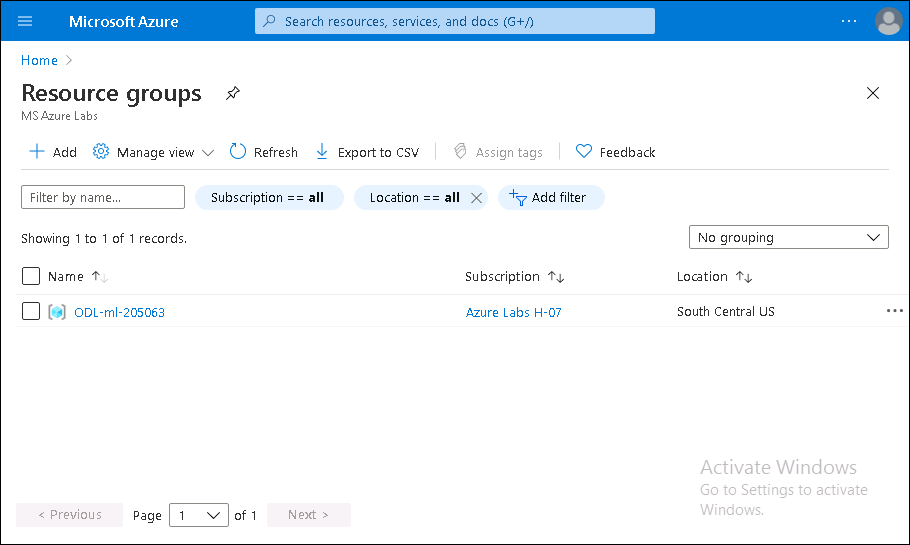 Microsoft Azure
Search resources, services, and docs (G+/)
...
Home >
Resource groups
MS Azure Labs
+ Add Manage view Refresh Export to CSV Assign tags Feedback
Filter by name... Subscription == all Location == all Add filter
Showing 1 to 1 of 1 records.
No grouping
Name ↑↓ Subscription ↑↓ Location ↑↓
ODL-ml-205063 Azure Labs H-07 South Central US ...
Activate Windows
Go to Settings to activate
Windows.
< Previous Page 1 of 1 Next >